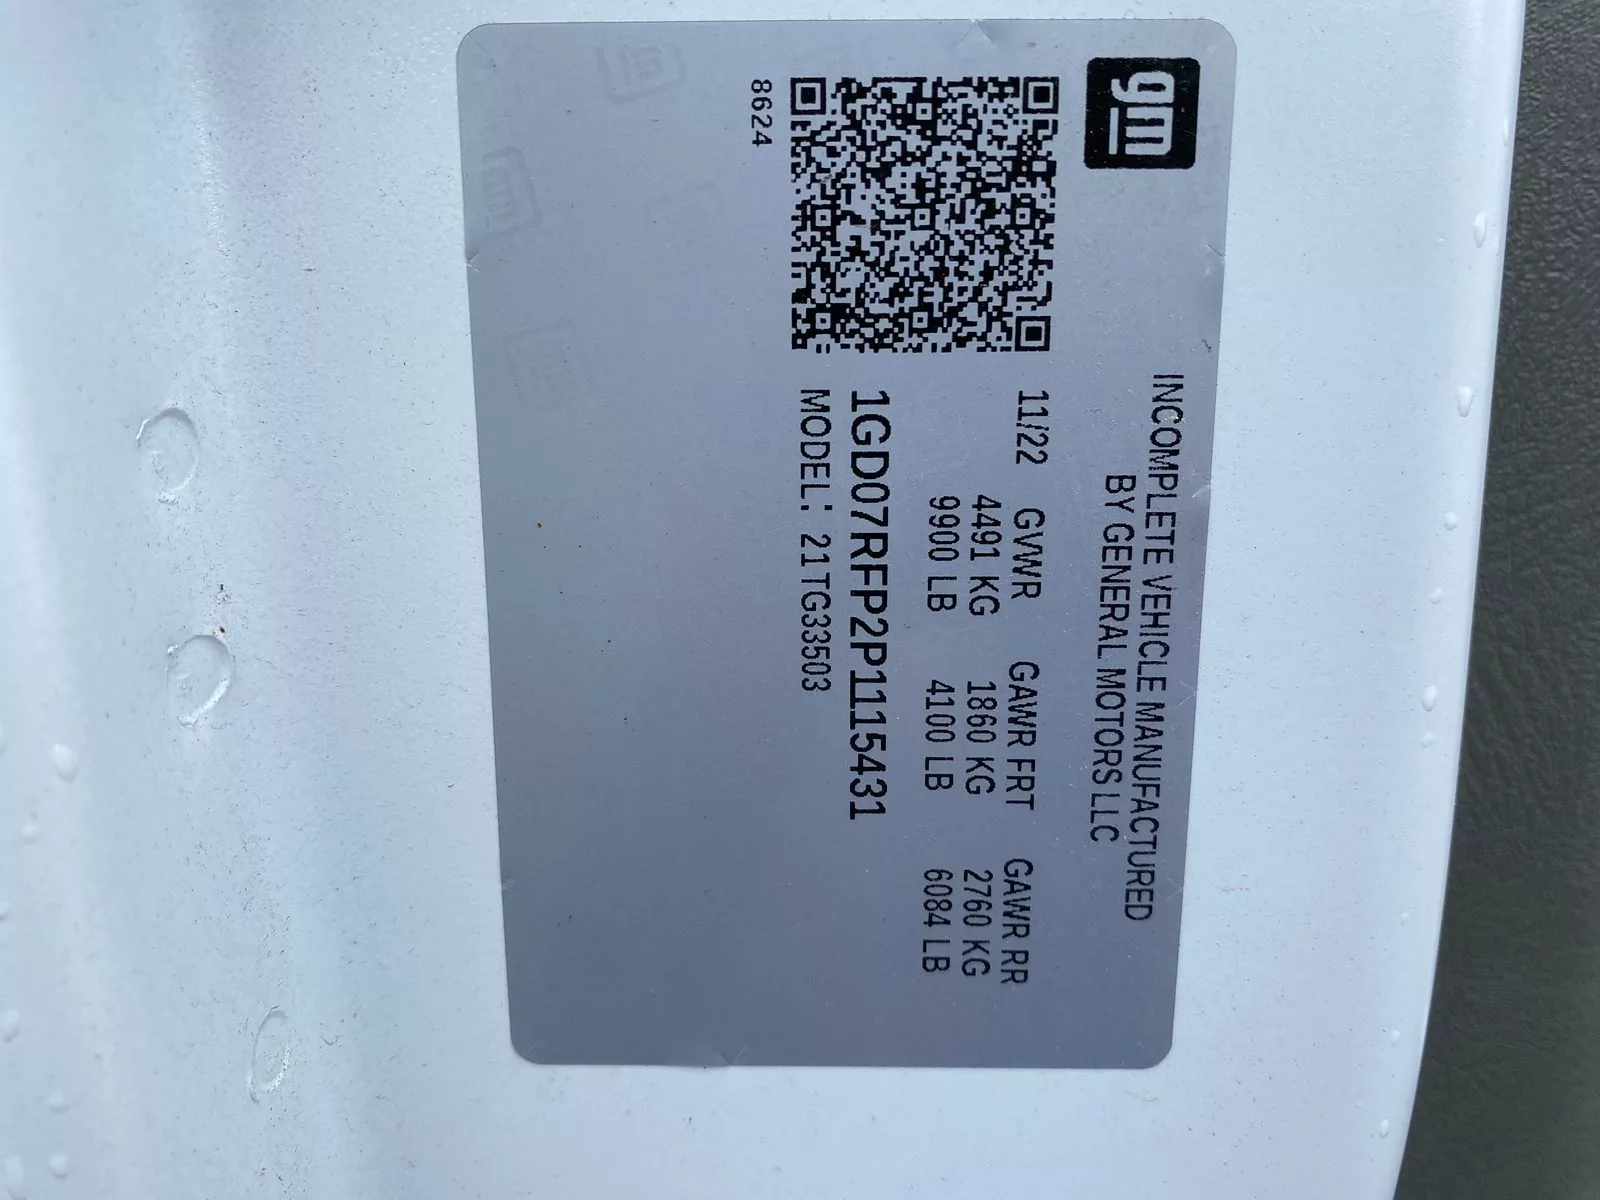 gm
INCOMPLETE VEHICLE MANUFACTURED
BY GENERAL MOTORS LLC
11/22 GVWR GAWR FRT GAWR RR
4491 KG 1860 KG 2760 KG
9900 LB 4100 LB 6084 LB
1GD07RFP2P1115431
MODEL: 21TG33503
8624